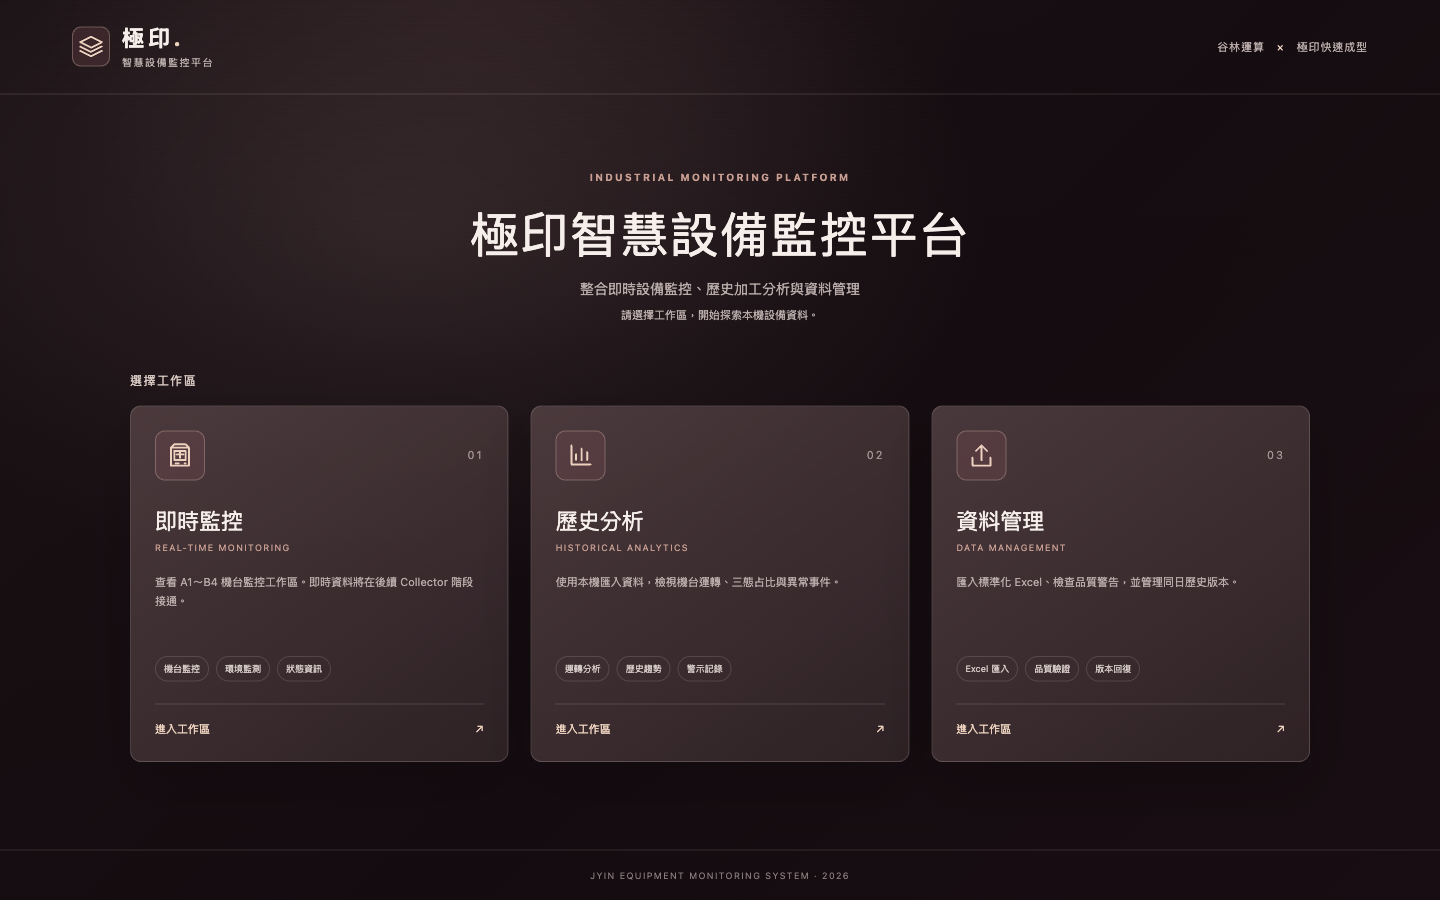 極印.
智慧設備監控平台
谷林運算 × 極印快速成型
INDUSTRIAL MONITORING PLATFORM
極印智慧設備監控平台
整合即時設備監控、歷史加工分析與資料管理
請選擇工作區，開始探索本機設備資料。
選擇工作區
01
即時監控
REAL-TIME MONITORING
查看 A1～B4 機台監控工作區。即時資料將在後續 Collector 階段
接通。
機台監控 環境監測 狀態資訊
進入工作區 ↗
02
歷史分析
HISTORICAL ANALYTICS
使用本機匯入資料，檢視機台運轉、三態占比與異常事件。
運轉分析 歷史趨勢 警示記錄
進入工作區 ↗
03
資料管理
DATA MANAGEMENT
匯入標準化 Excel、檢查品質警告，並管理同日歷史版本。
Excel 匯入 品質驗證 版本回復
進入工作區 ↗
JYIN EQUIPMENT MONITORING SYSTEM · 2026